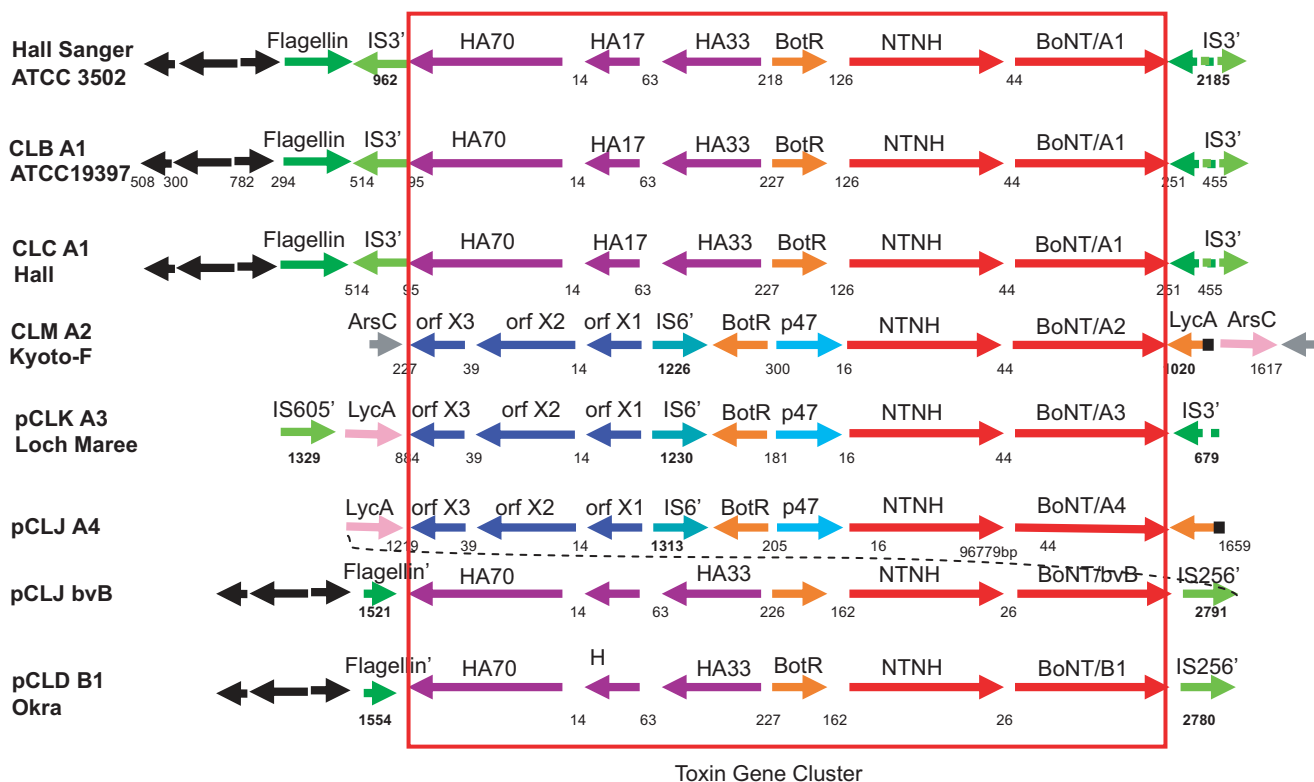 Hall Sanger
ATCC 3502
Flagellin IS3’ HA70 HA17 HA33 BotR NTNH BoNT/A1 IS3’
962 14 63 218 126 44 2185
CLB A1
ATCC19397
Flagellin IS3’ HA70 HA17 HA33 BotR NTNH BoNT/A1 IS3’
508 300 782 294 514 95 14 63 227 126 44 251 455
CLC A1
Hall
Flagellin IS3’ HA70 HA17 HA33 BotR NTNH BoNT/A1 IS3’
514 95 14 63 227 126 44 251 455
CLM A2
Kyoto-F
ArsC orf X3 orf X2 orf X1 IS6’ BotR p47 NTNH BoNT/A2 LycA ArsC
227 39 14 1226 300 16 44 1020 1617
pCLK A3
Loch Maree
IS605’ LycA orf X3 orf X2 orf X1 IS6’ BotR p47 NTNH BoNT/A3 IS3’
1329 884 39 14 1230 181 16 44 679
pCLJ A4
LycA orf X3 orf X2 orf X1 IS6’ BotR p47 NTNH BoNT/A4
1219 39 14 1313 205 16 96779bp 44 1659
pCLJ bvB
Flagellin’ HA70 HA33 NTNH BoNT/bvB IS256’
1521 14 63 226 162 26 2791
pCLD B1
Okra
Flagellin’ HA70 H HA33 BotR NTNH BoNT/B1 IS256’
1554 14 63 227 162 26 2780
Toxin Gene Cluster